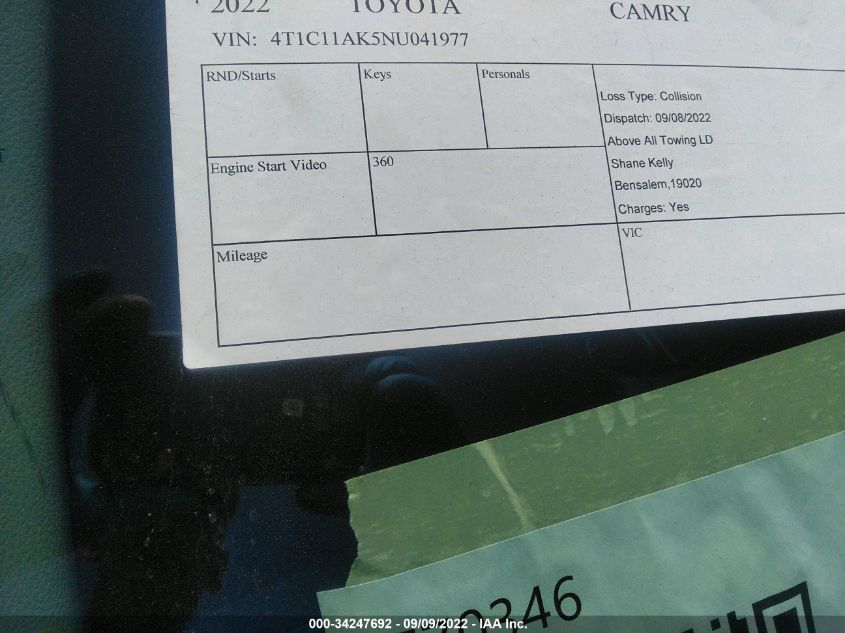 2022 TOYOTA CAMRY
VIN: 4T1C11AK5NU041977
RND/Starts
Keys
Personals
Loss Type: Collision
Dispatch: 09/08/2022
Above All Towing LD
Shane Kelly
Bensalem,19020
Charges: Yes
Engine Start Video
360
Mileage
VIC
000-34247692 - 09/09/2022 - IAA Inc.